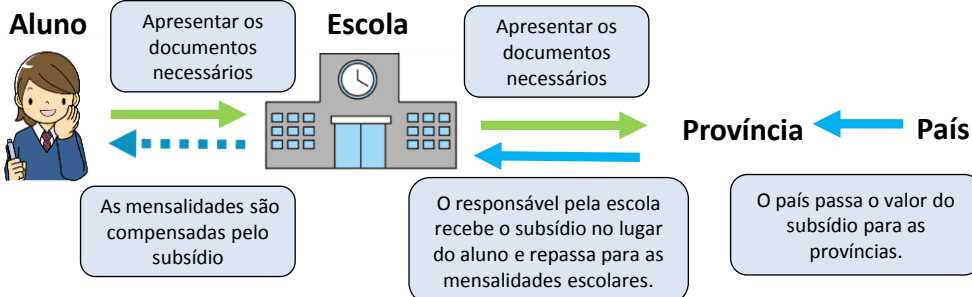 Aluno
Apresentar os
documentos
necessários
Escola
Apresentar os
documentos
necessários
Província
País
As mensalidades são
compensadas pelo
subsídio
O responsável pela escola
recebe o subsídio no lugar
do aluno e repassa para as
mensalidades escolares.
O país passa o valor do
subsídio para as
províncias.